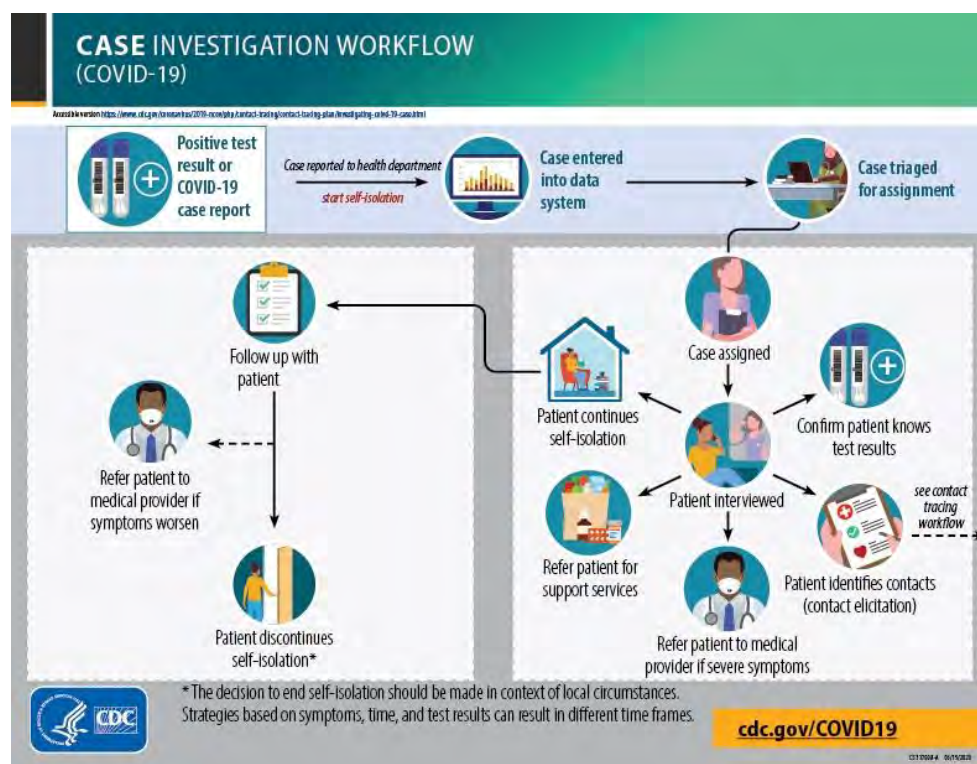 CASE INVESTIGATION WORKFLOW
(COVID-19)
Accessible version
Positive test
result or
COVID-19
case report
Case reported to health department
start self-isolation
Case entered
into data
system
Case triaged
for assignment
Case assigned
Patient interviewed
Confirm patient knows
test results
Patient identifies contacts
(contact elicitation)
see contact
tracing
workflow
Refer patient to medical
provider if severe symptoms
Refer patient for
support services
Patient continues
self-isolation
Follow up with
patient
Refer patient to
medical provider if
symptoms worsen
Patient discontinues
self-isolation*
* The decision to end self-isolation should be made in context of local circumstances.
Strategies based on symptoms, time, and test results can result in different time frames.
CDC
cdc.gov/COVID19